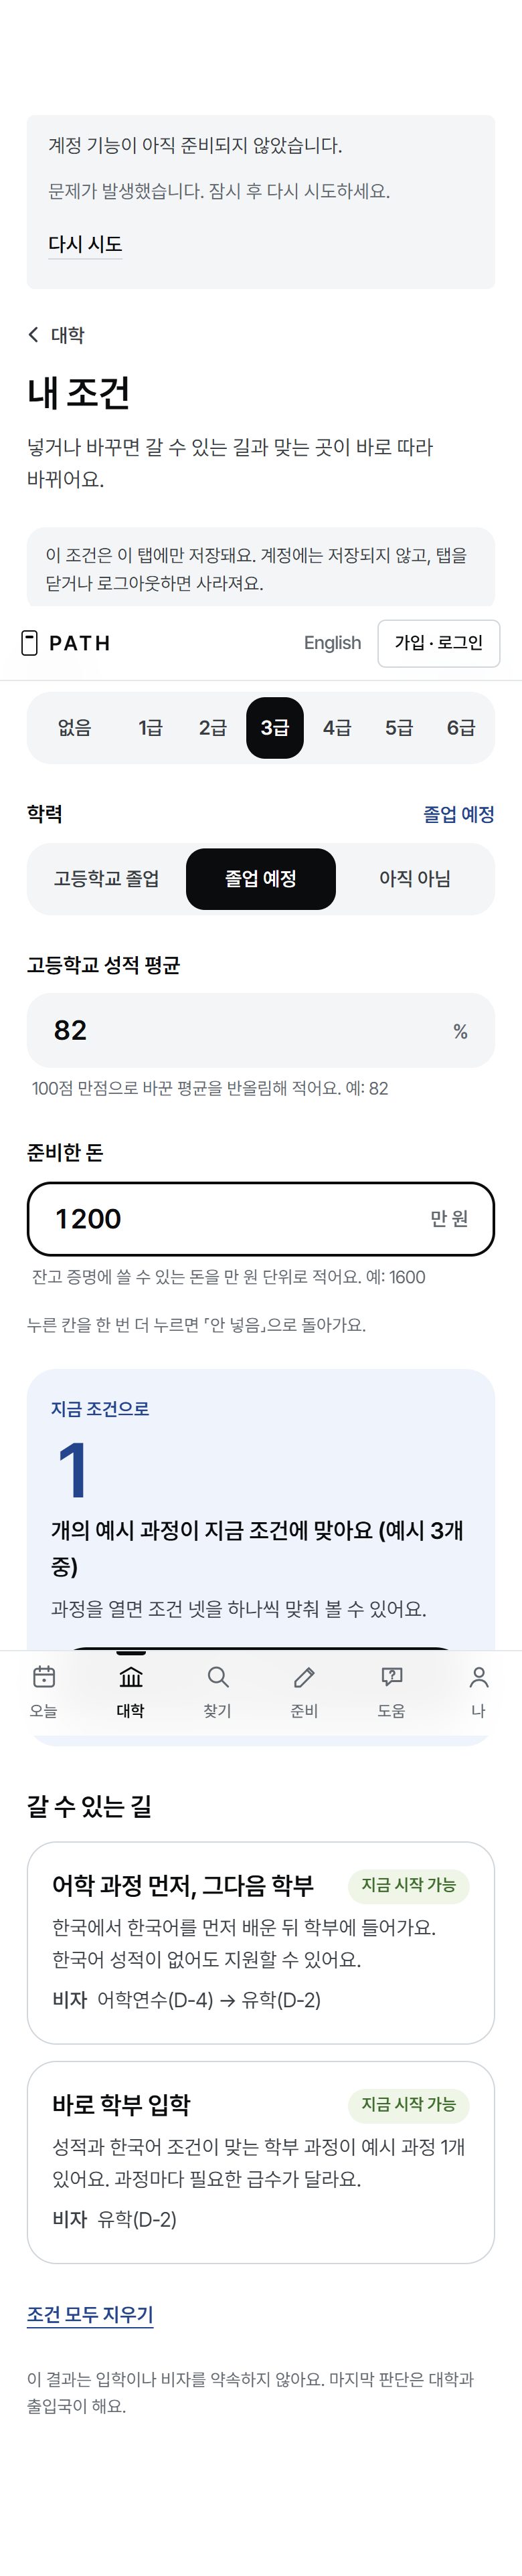 계정 기능이 아직 준비되지 않았습니다.
문제가 발생했습니다. 잠시 후 다시 시도하세요.
다시 시도
대학
내 조건
넣거나 바꾸면 갈 수 있는 길과 맞는 곳이 바로 따라
바뀌어요.
이 조건은 이 탭에만 저장돼요. 계정에는 저장되지 않고, 탭을
닫거나 로그아웃하면 사라져요.
PATH English 가입 · 로그인
없음 1급 2급 3급 4급 5급 6급
학력 졸업 예정
고등학교 졸업 졸업 예정 아직 아님
고등학교 성적 평균
82 %
100점 만점으로 바꾼 평균을 반올림해 적어요. 예: 82
준비한 돈
1200 만 원
잔고 증명에 쓸 수 있는 돈을 만 원 단위로 적어요. 예: 1600
누른 칸을 한 번 더 누르면 「안 넣음」으로 돌아가요.
지금 조건으로
1
개의 예시 과정이 지금 조건에 맞아요 (예시 3개
중)
과정을 열면 조건 넷을 하나씩 맞춰 볼 수 있어요.
오늘 대학 찾기 준비 도움 나
갈 수 있는 길
어학 과정 먼저, 그다음 학부 지금 시작 가능
한국에서 한국어를 먼저 배운 뒤 학부에 들어가요.
한국어 성적이 없어도 지원할 수 있어요.
비자 어학연수(D-4) → 유학(D-2)
바로 학부 입학 지금 시작 가능
성적과 한국어 조건이 맞는 학부 과정이 예시 과정 1개
있어요. 과정마다 필요한 급수가 달라요.
비자 유학(D-2)
조건 모두 지우기
이 결과는 입학이나 비자를 약속하지 않아요. 마지막 판단은 대학과
출입국이 해요.